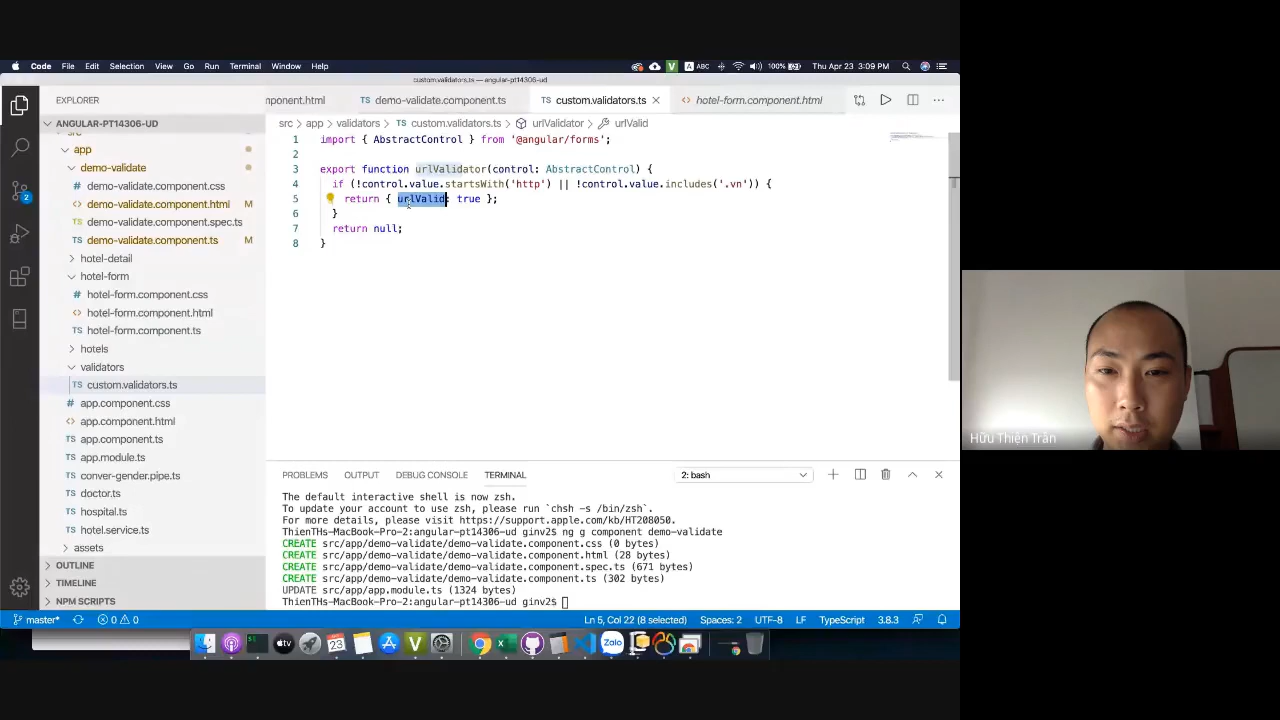 Code File Edit Selection View Go Run Terminal Window Help
ABC 100% Thu Apr 23 3:09 PM
custom.validators.ts — angular-pt14306-ud
EXPLORER
mponent.html demo-validate.component.ts custom.validators.ts hotel-form.component.html
ANGULAR-PT14306-UD
src > app > validators > TS custom.validators.ts > urlValidator > urlValid
src
app
demo-validate
# demo-validate.component.css
<> demo-validate.component.html M
TS demo-validate.component.spec.ts
TS demo-validate.component.ts M
hotel-detail
hotel-form
# hotel-form.component.css
<> hotel-form.component.html
TS hotel-form.component.ts
hotels
validators
TS custom.validators.ts
# app.component.css
<> app.component.html
TS app.component.ts
TS app.module.ts
TS conver-gender.pipe.ts
TS doctor.ts
TS hospital.ts
TS hotel.service.ts
assets
OUTLINE
TIMELINE
NPM SCRIPTS
1 import { AbstractControl } from '@angular/forms';
2
3 export function urlValidator(control: AbstractControl) {
4 if (!control.value.startsWith('http') || !control.value.includes('.vn')) {
5 return { urlValid: true };
6 }
7 return null;
8 }
PROBLEMS OUTPUT DEBUG CONSOLE TERMINAL 2: bash
The default interactive shell is now zsh.
To update your account to use zsh, please run `chsh -s /bin/zsh`.
For more details, please visit https://support.apple.com/kb/HT208050.
ThienTHs-MacBook-Pro-2:angular-pt14306-ud ginv2$ ng g component demo-validate
CREATE src/app/demo-validate/demo-validate.component.css (0 bytes)
CREATE src/app/demo-validate/demo-validate.component.html (28 bytes)
CREATE src/app/demo-validate/demo-validate.component.spec.ts (671 bytes)
CREATE src/app/demo-validate/demo-validate.component.ts (302 bytes)
UPDATE src/app/app.module.ts (1324 bytes)
ThienTHs-MacBook-Pro-2:angular-pt14306-ud ginv2$
master* 0 0 Ln 5, Col 22 (8 selected) Spaces: 2 UTF-8 LF TypeScript 3.8.3
tv 23 V Zalo
Hữu Thiện Trần